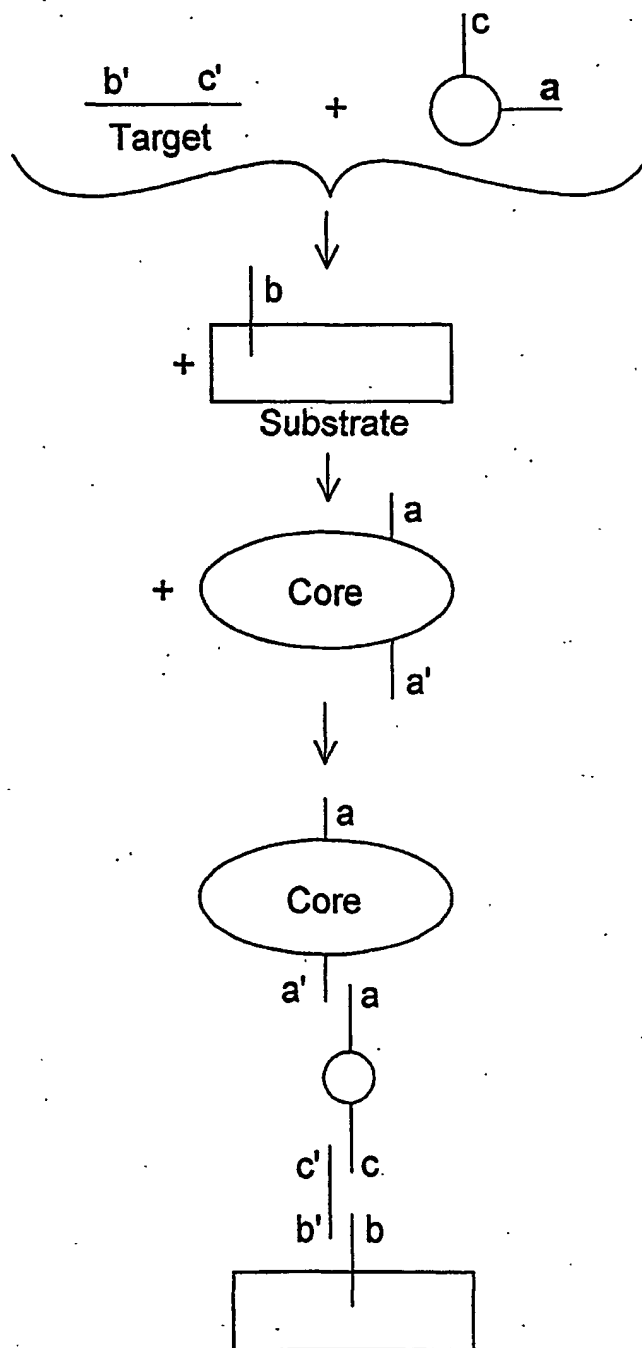 c
b' c' + a
Target
b
+
Substrate
a
+ Core
a'
a
Core
a' a
c' c
b' b